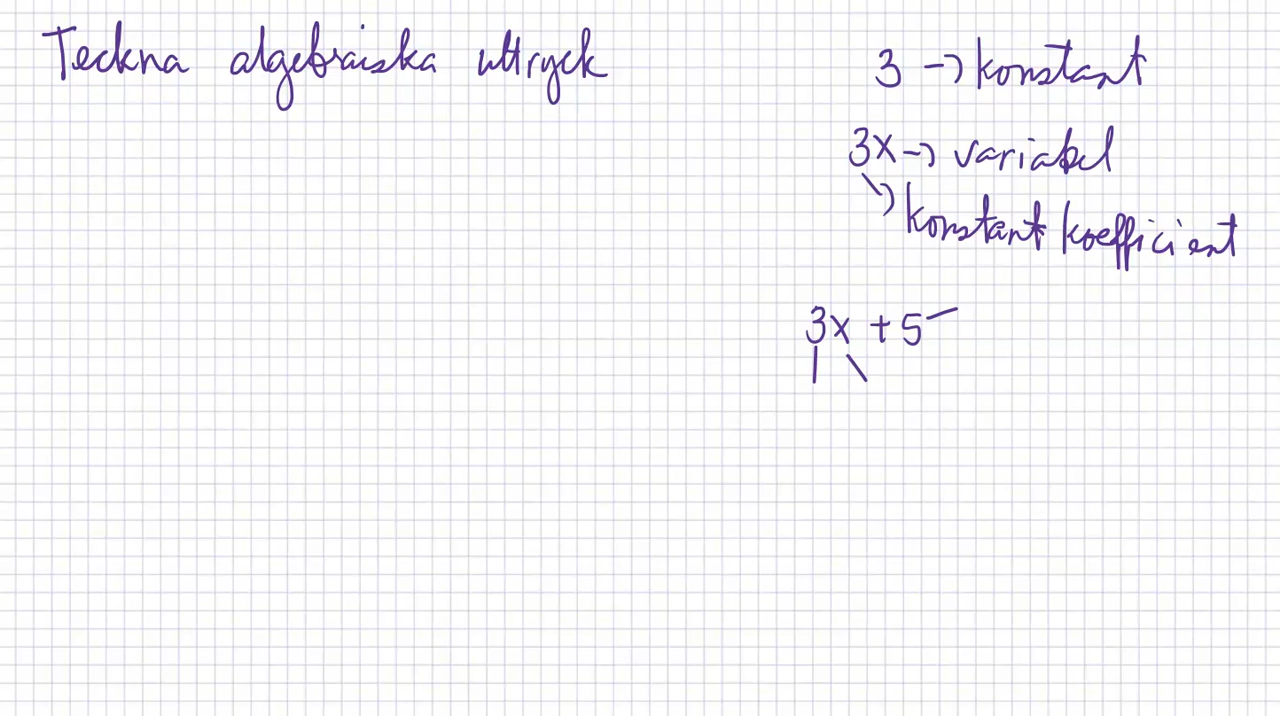 Teckna algebraiska uttryck
3 → konstant
3x → variabel
→ konstant koefficient
3x + 5